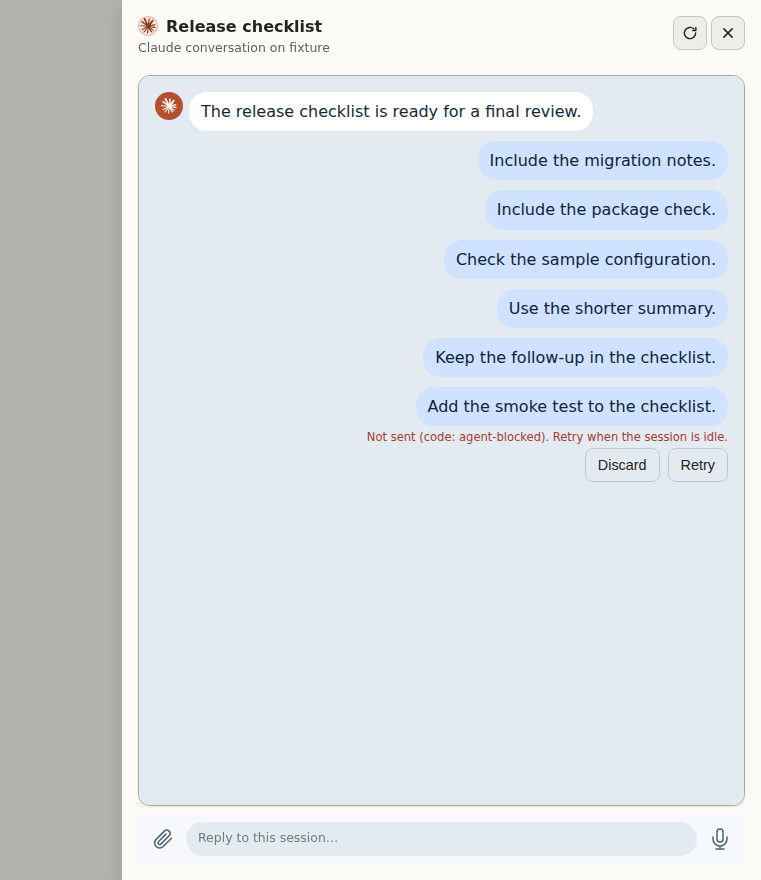 Release checklist
Claude conversation on fixture
The release checklist is ready for a final review.
Include the migration notes.
Include the package check.
Check the sample configuration.
Use the shorter summary.
Keep the follow-up in the checklist.
Add the smoke test to the checklist.
Not sent (code: agent-blocked). Retry when the session is idle.
Discard Retry
Reply to this session...